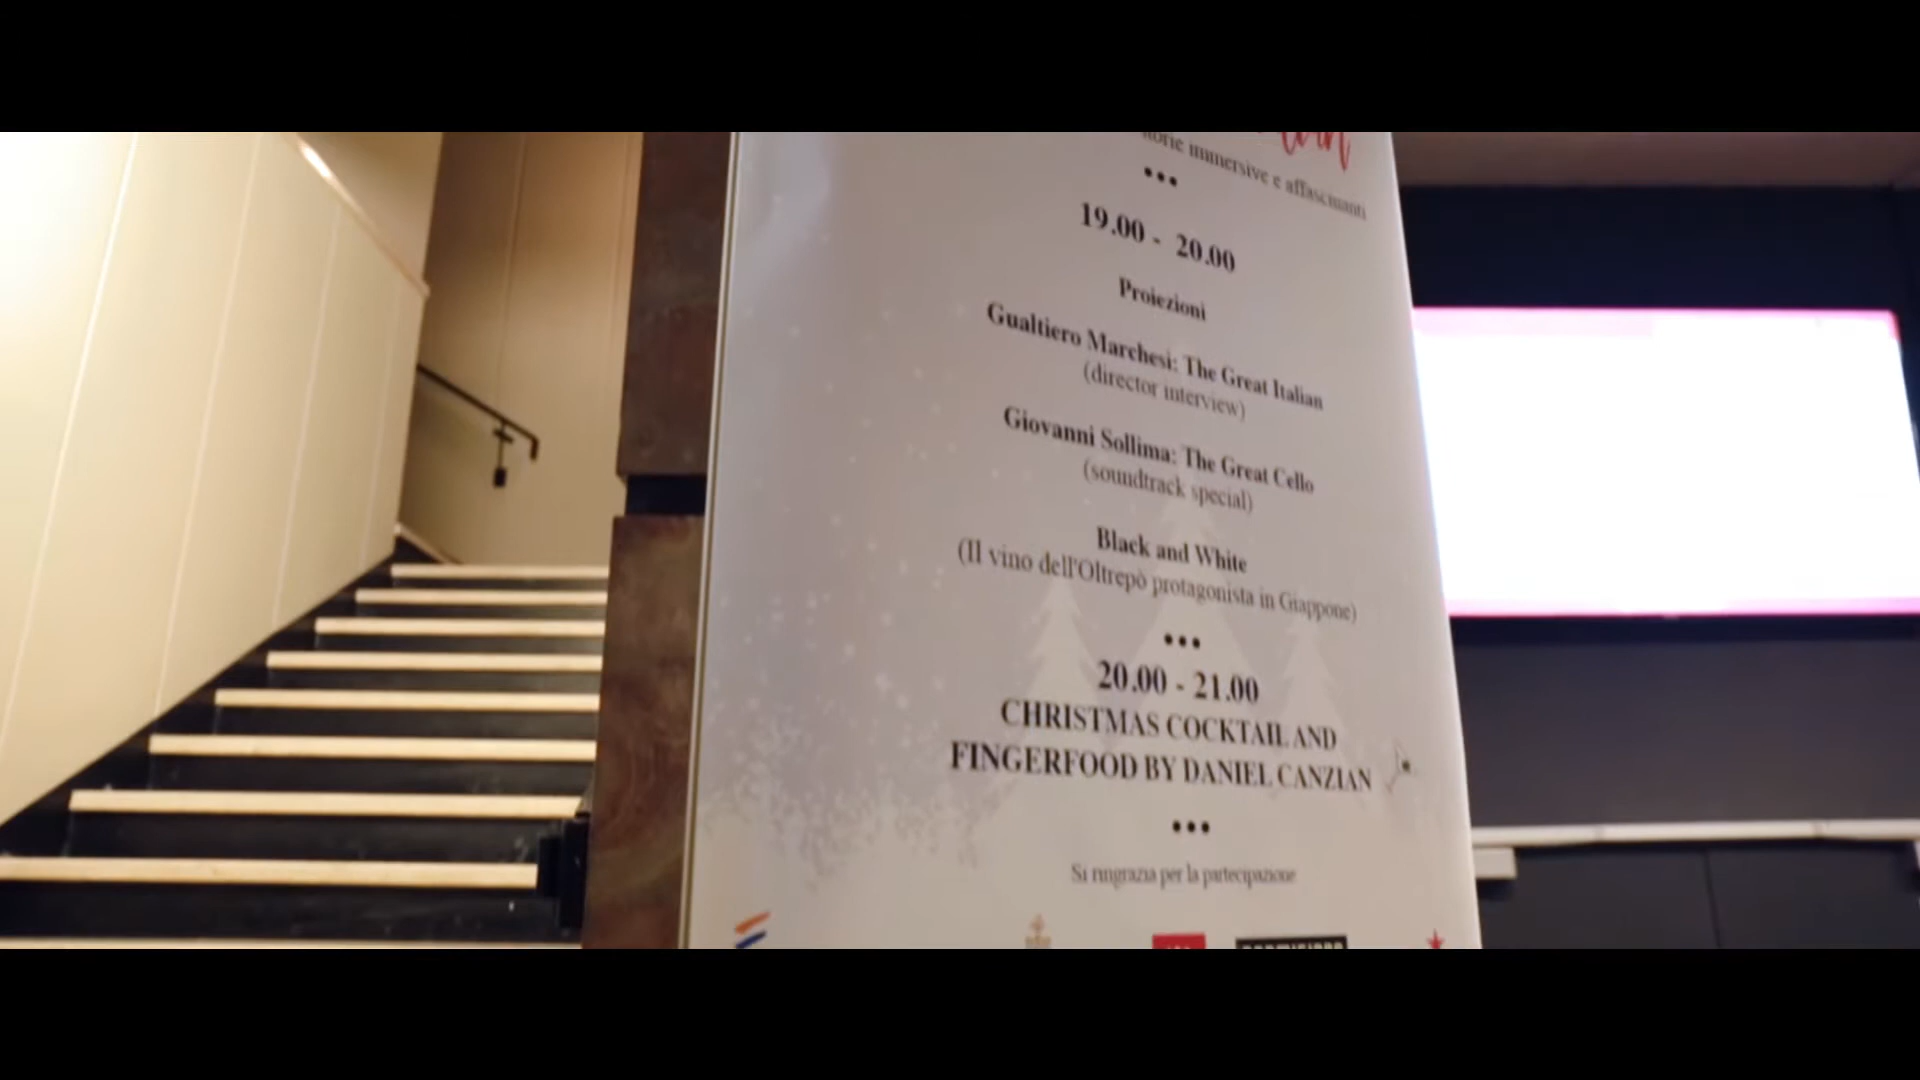 storie immersive e affascinanti
•••
19.00 - 20.00
Proiezioni
Gualtiero Marchesi: The Great Italian
(director interview)
Giovanni Sollima: The Great Cello
(soundtrack special)
Black and White
(Il vino dell'Oltrepò protagonista in Giappone)
•••
20.00 - 21.00
CHRISTMAS COCKTAIL AND
FINGERFOOD BY DANIEL CANZIAN
•••
Si ringrazia per la partecipazione